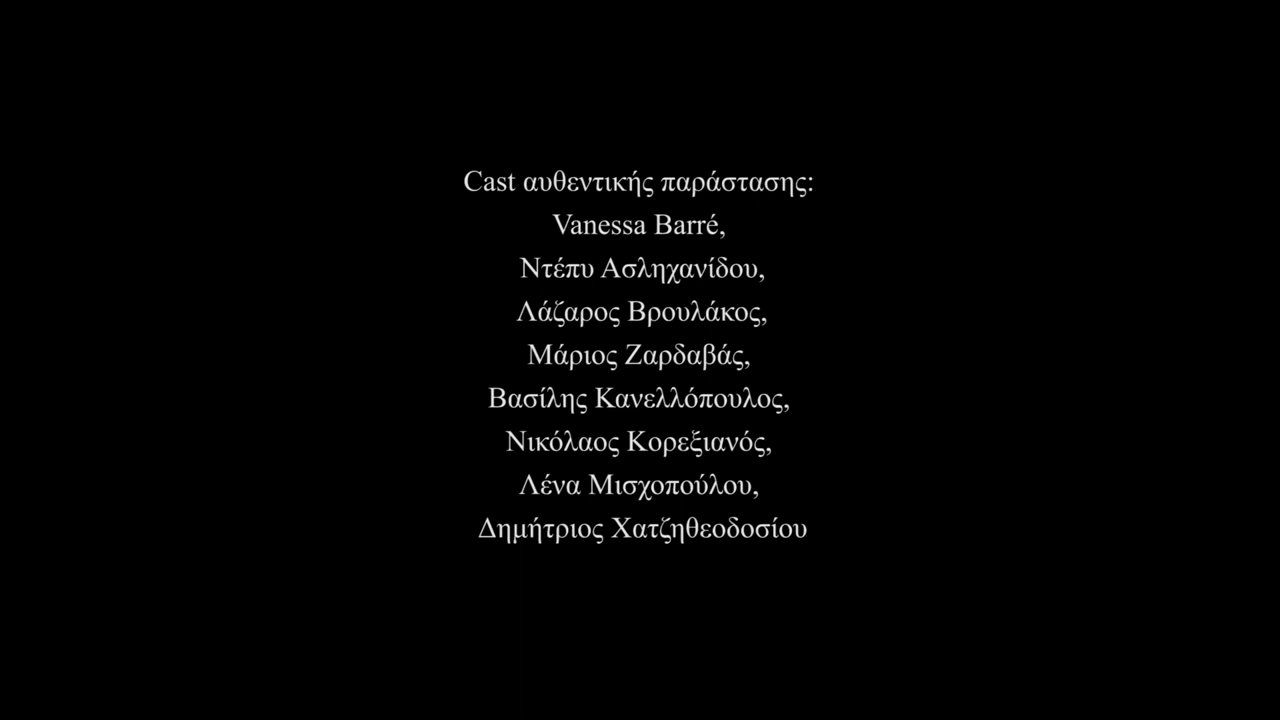 Cast αυθεντικής παράστασης:
Vanessa Barré,
Ντέπυ Ασληχανίδου,
Λάζαρος Βρουλάκος,
Μάριος Ζαρδαβάς,
Βασίλης Κανελλόπουλος,
Νικόλαος Κορεξιανός,
Λένα Μισχοπούλου,
Δημήτριος Χατζηθεοδοσίου